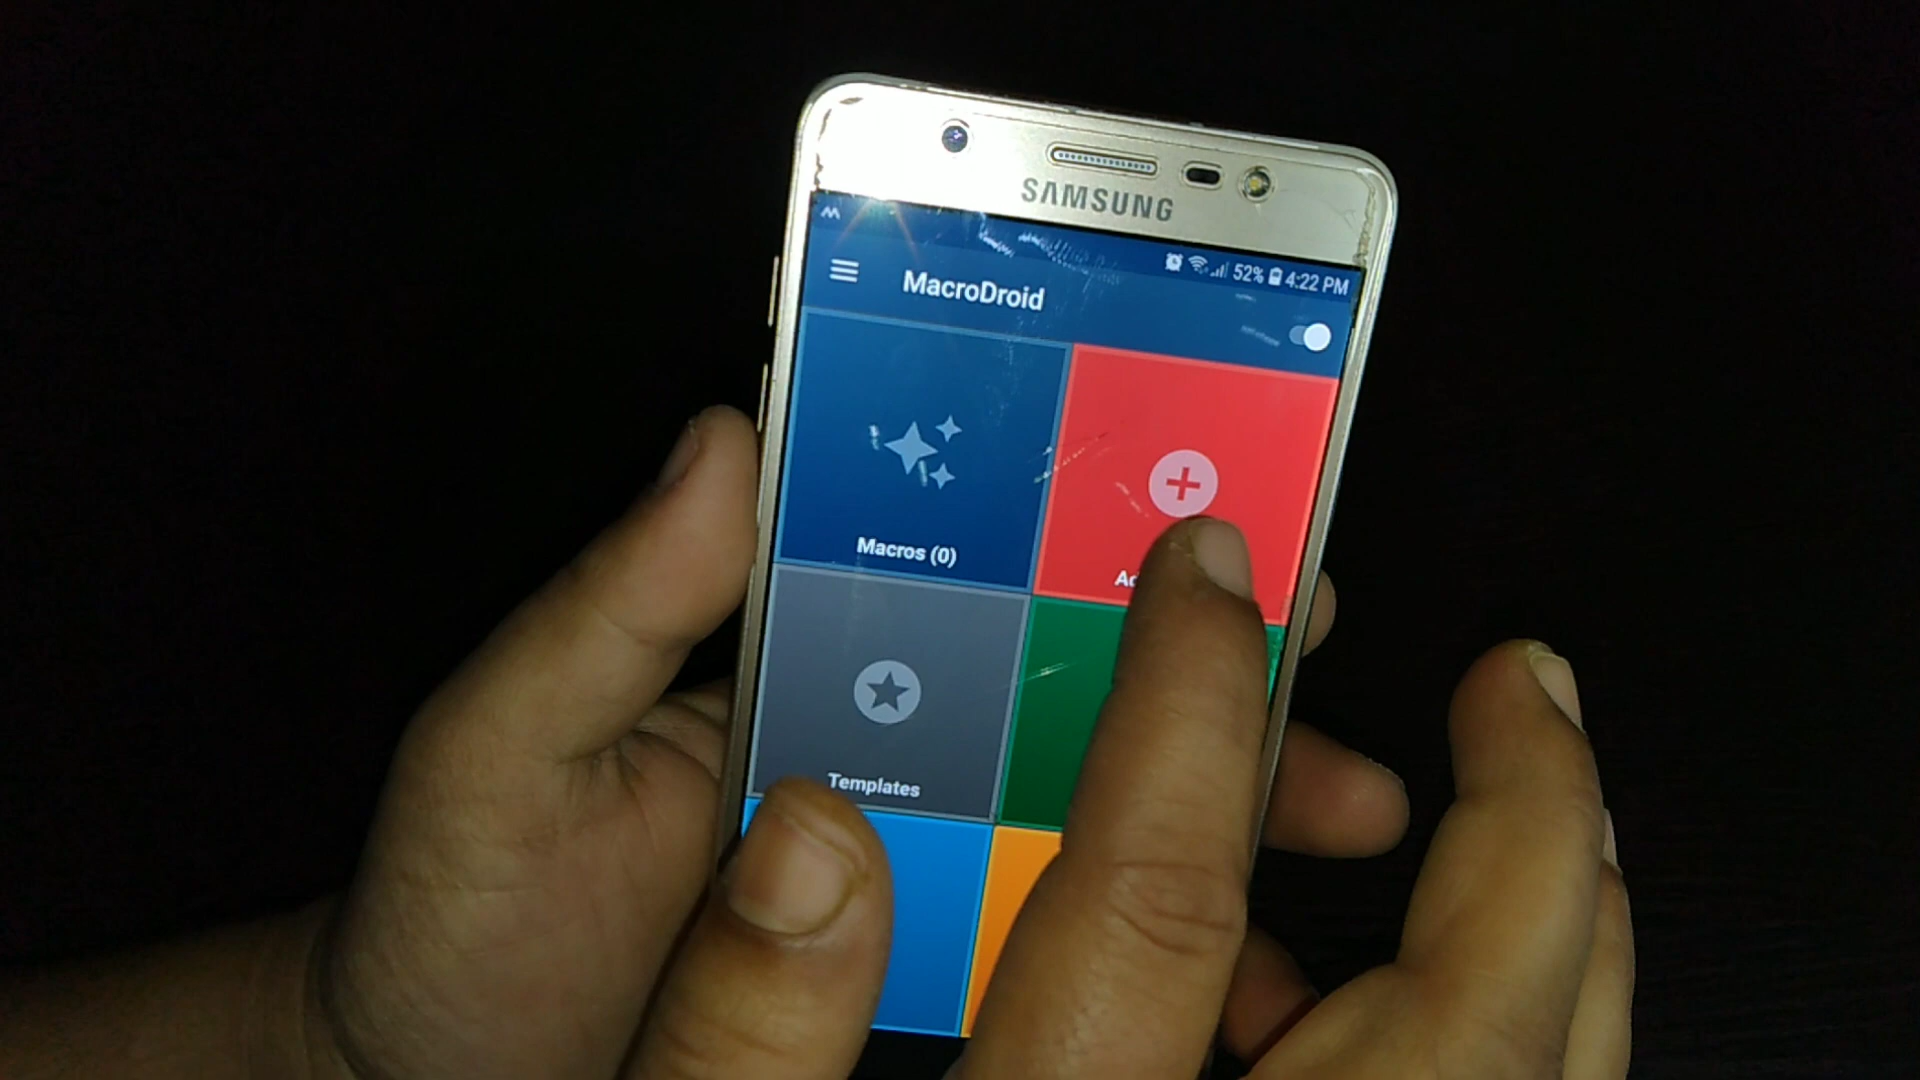 SAMSUNG
52% 4:22 PM
MacroDroid
Macros (0)
Templates